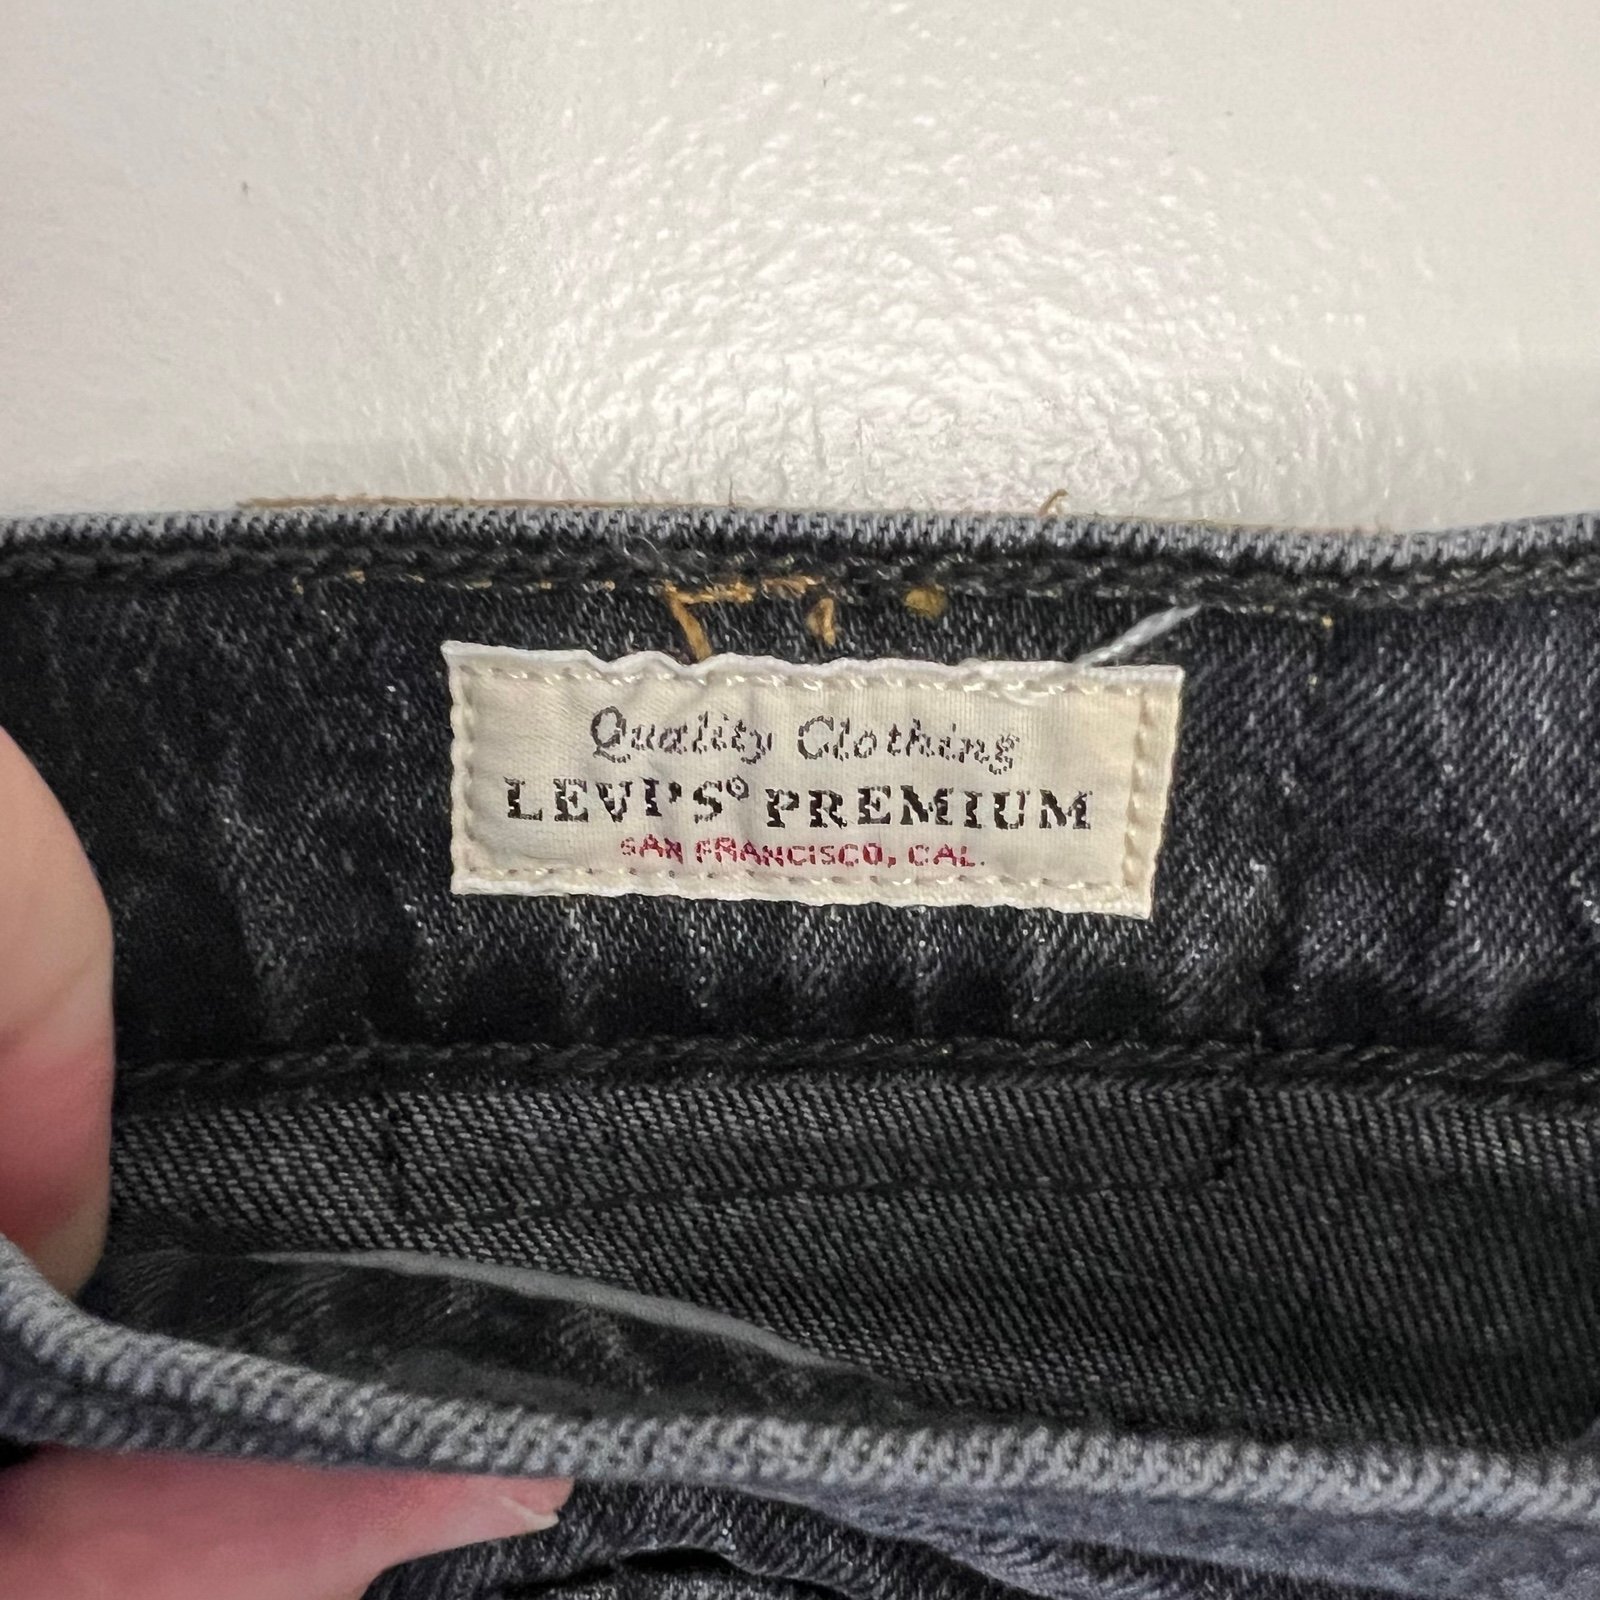 Quality Clothing
LEVI'S® PREMIUM
SAN FRANCISCO, CAL.